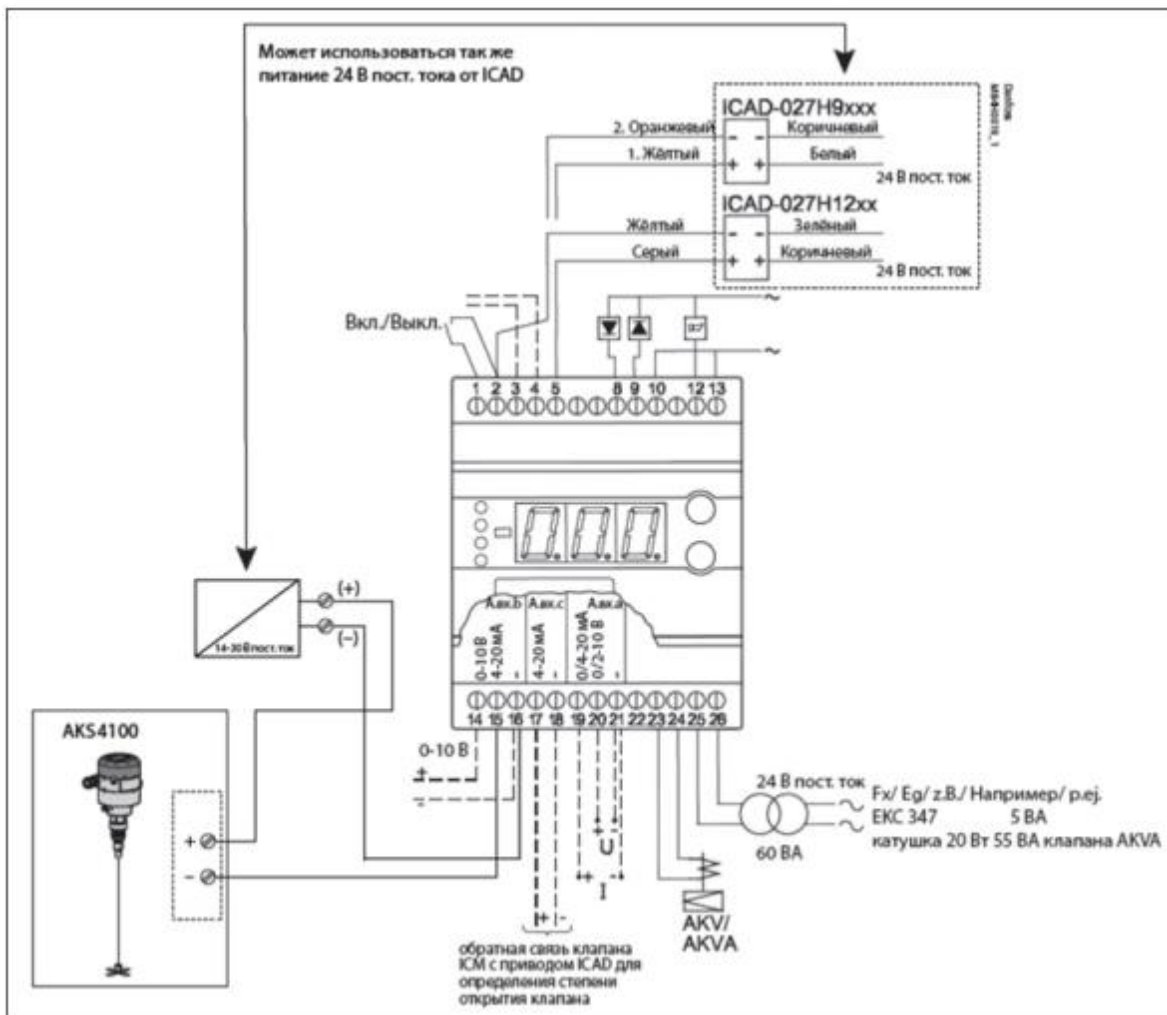 Может использоваться так же
питание 24 В пост. тока от ICAD
ICAD-027H9xxx
2. Оранжевый
- -
Коричневый
1. Жёлтый
+ +
Белый
24 В пост. ток
ICAD-027H12xx
Жёлтый
- -
Зелёный
Серый
+ +
Коричневый
24 В пост. ток
Вкл./Выкл.
~
~
1 2 3 4 5 8 9 10 12 13
А.вх.b А.вх.c А.вх.a
0-10 В
4-20 мА
-
4-20 мА
-
0/4-20 мА
0/2-10 В
-
14 15 16 17 18 19 20 21 22 23 24 25 26
(+)
(-)
14-30 В пост. ток
AKS4100
+
-
0-10 В
+
-
+ -
U
+ -
I
+ -
обратная связь клапана
ICM с приводом ICAD для
определения степени
открытия клапана
AKV/
AKVA
24 В пост. ток
60 ВА
~
~
Fx/ Eg/ z.B./ Например/ p.ej.
EKC 347 5 ВА
катушка 20 Вт 55 ВА клапана AKVA